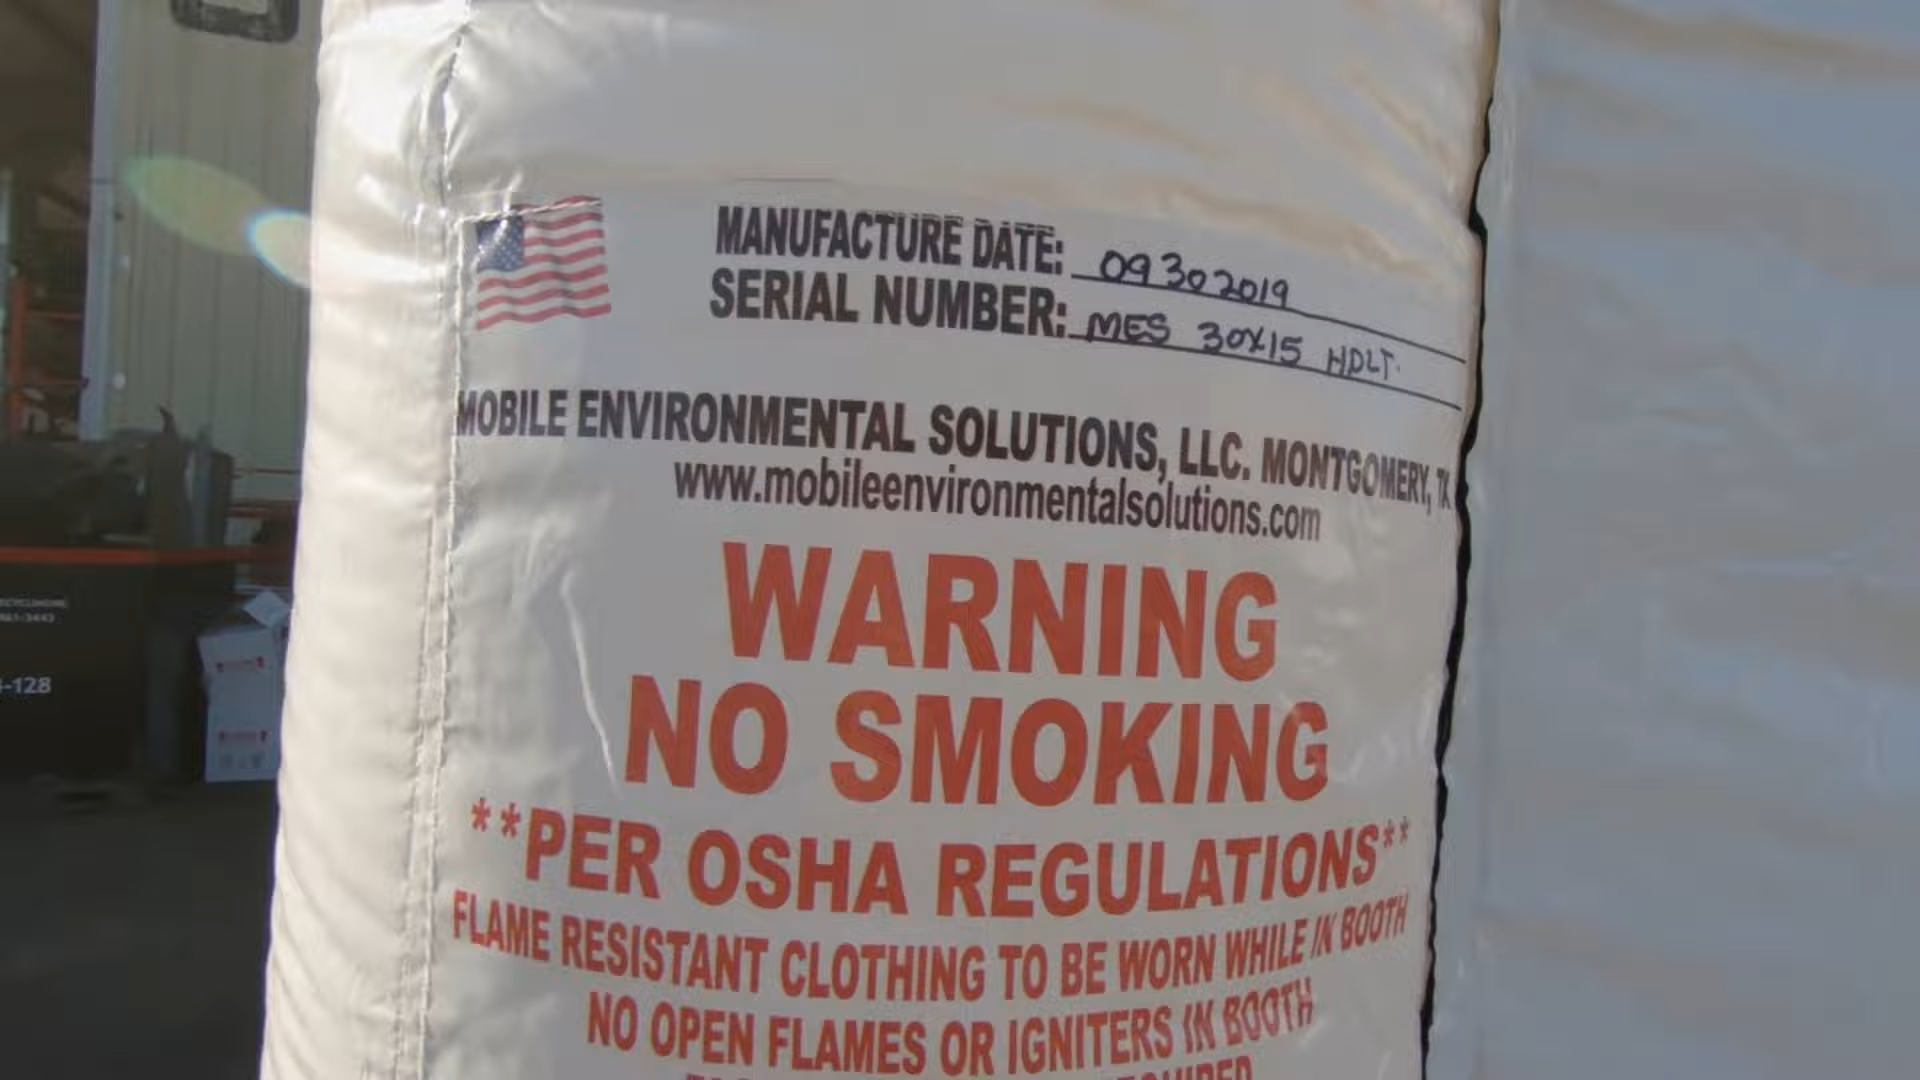 MANUFACTURE DATE: 09302019
SERIAL NUMBER: MES 30X15 HDLT.
MOBILE ENVIRONMENTAL SOLUTIONS, LLC. MONTGOMERY, TX
www.mobileenvironmentalsolutions.com
WARNING
NO SMOKING
**PER OSHA REGULATIONS**
FLAME RESISTANT CLOTHING TO BE WORN WHILE IN BOOTH
NO OPEN FLAMES OR IGNITERS IN BOOTH
-128